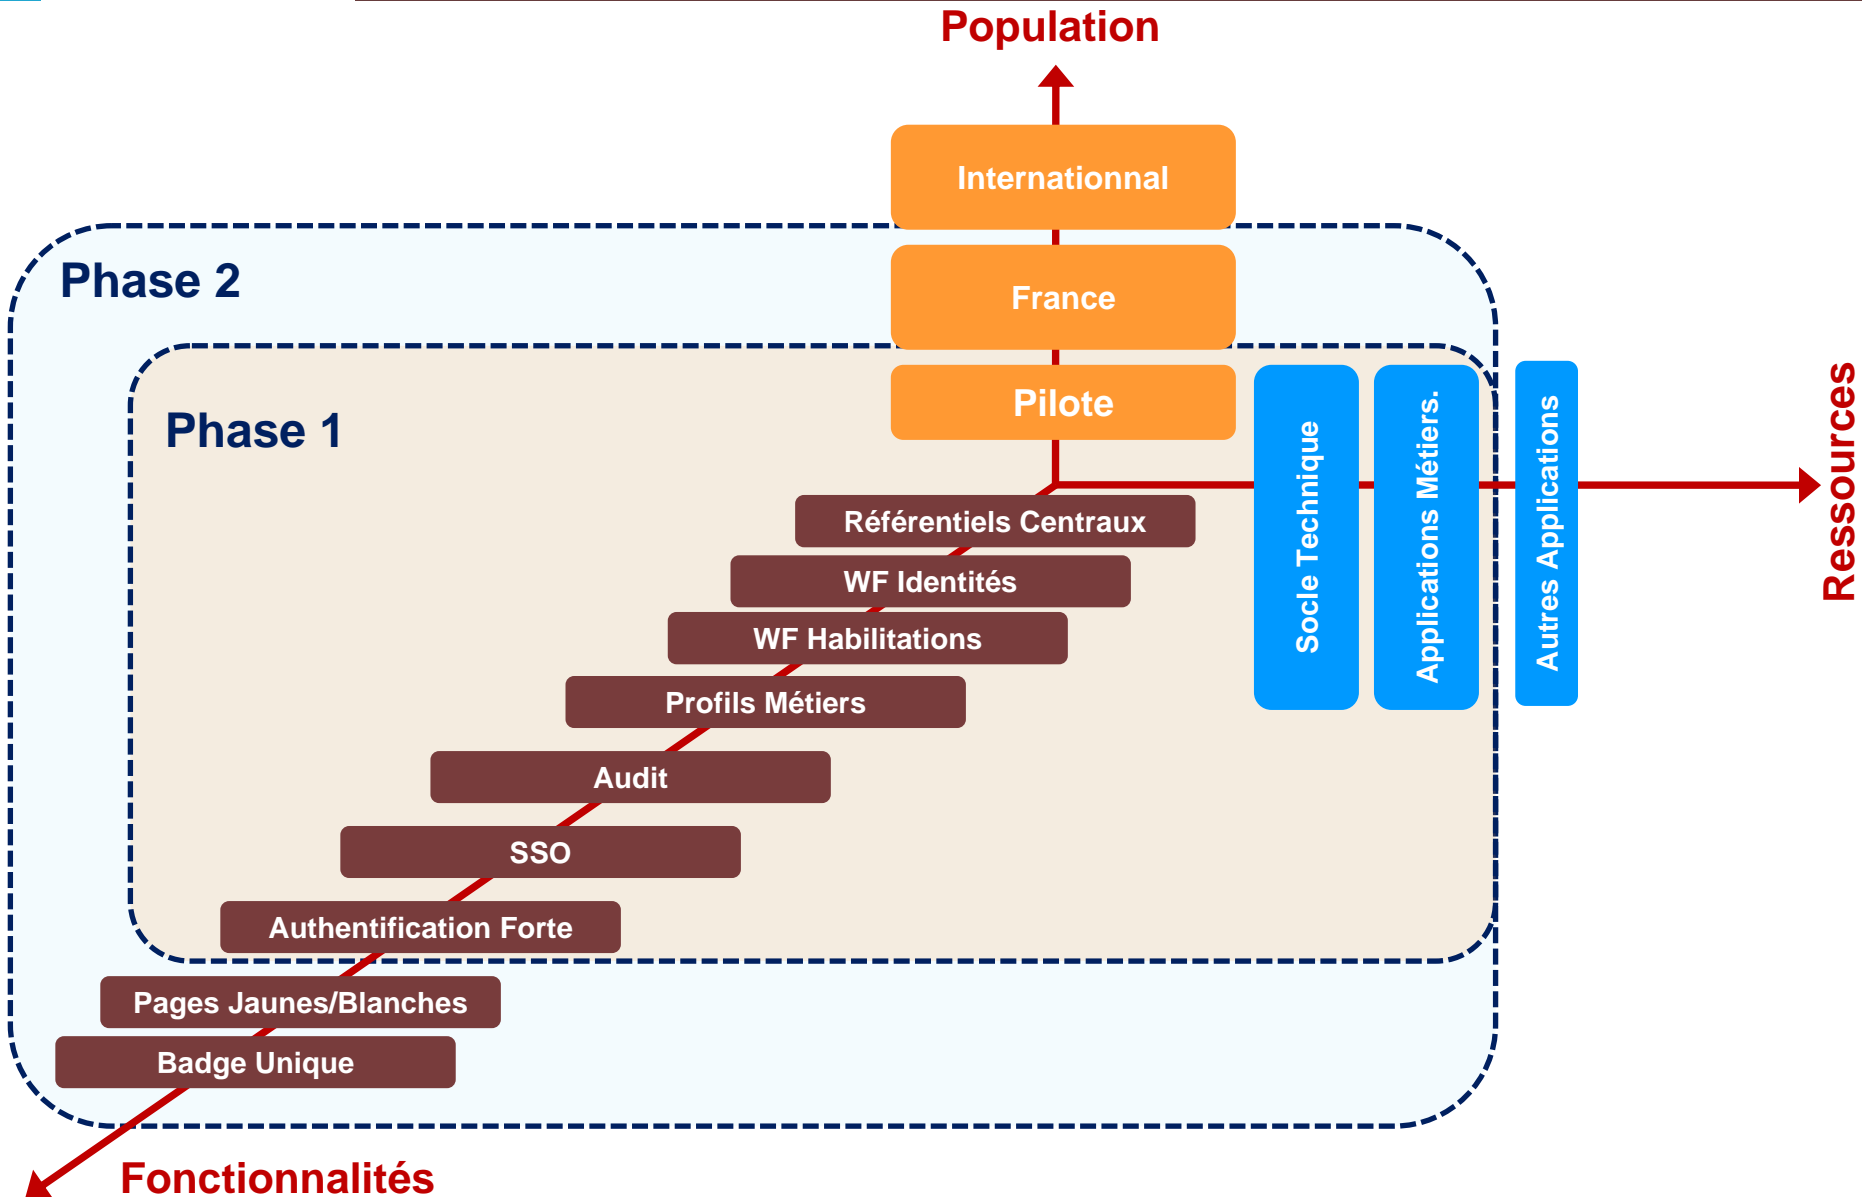 Population
Internationnal
Phase 2
France
Phase 1
Pilote
Socle Technique
Applications Métiers.
Autres Applications
Ressources
Référentiels Centraux
WF Identités
WF Habilitations
Profils Métiers
Audit
SSO
Authentification Forte
Pages Jaunes/Blanches
Badge Unique
Fonctionnalités